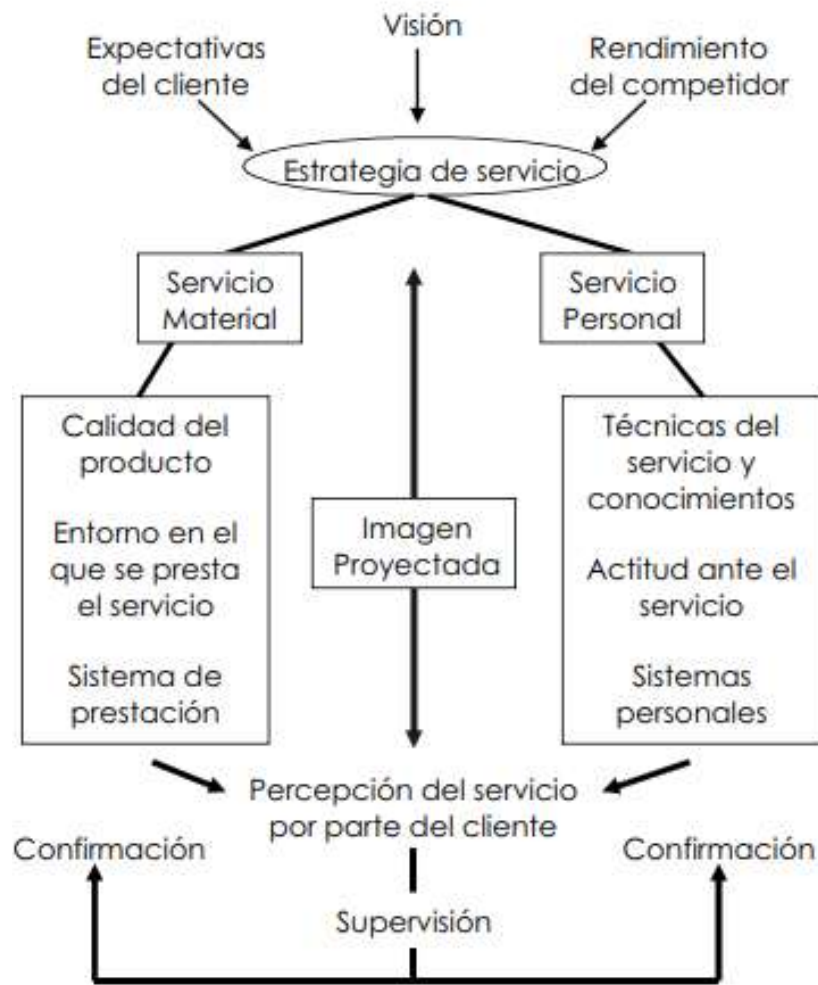 Visión
Expectativas
del cliente
Rendimiento
del competidor
Estrategia de servicio
Servicio
Material
Servicio
Personal
Calidad del
producto
Entorno en el
que se presta
el servicio
Sistema de
prestación
Imagen
Proyectada
Técnicas del
servicio y
conocimientos
Actitud ante el
servicio
Sistemas
personales
Percepción del servicio
por parte del cliente
Confirmación
Confirmación
Supervisión